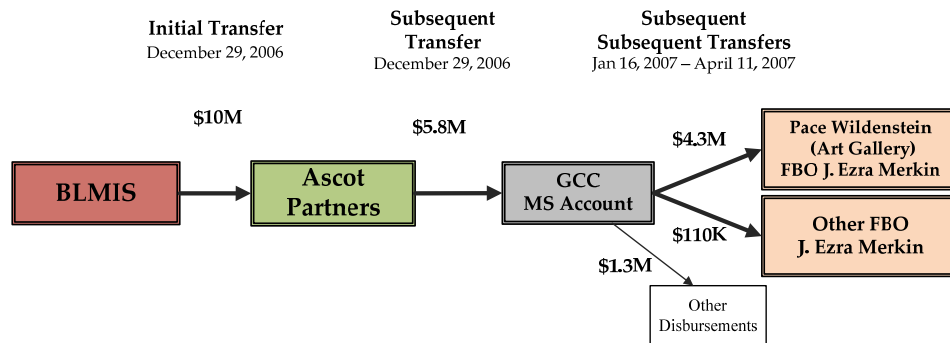 Initial Transfer
December 29, 2006
Subsequent
Transfer
December 29, 2006
Subsequent
Subsequent Transfers
Jan 16, 2007 – April 11, 2007
$10M
$5.8M
$4.3M
$110K
$1.3M
BLMIS
Ascot
Partners
GCC
MS Account
Pace Wildenstein
(Art Gallery)
FBO J. Ezra Merkin
Other FBO
J. Ezra Merkin
Other
Disbursements